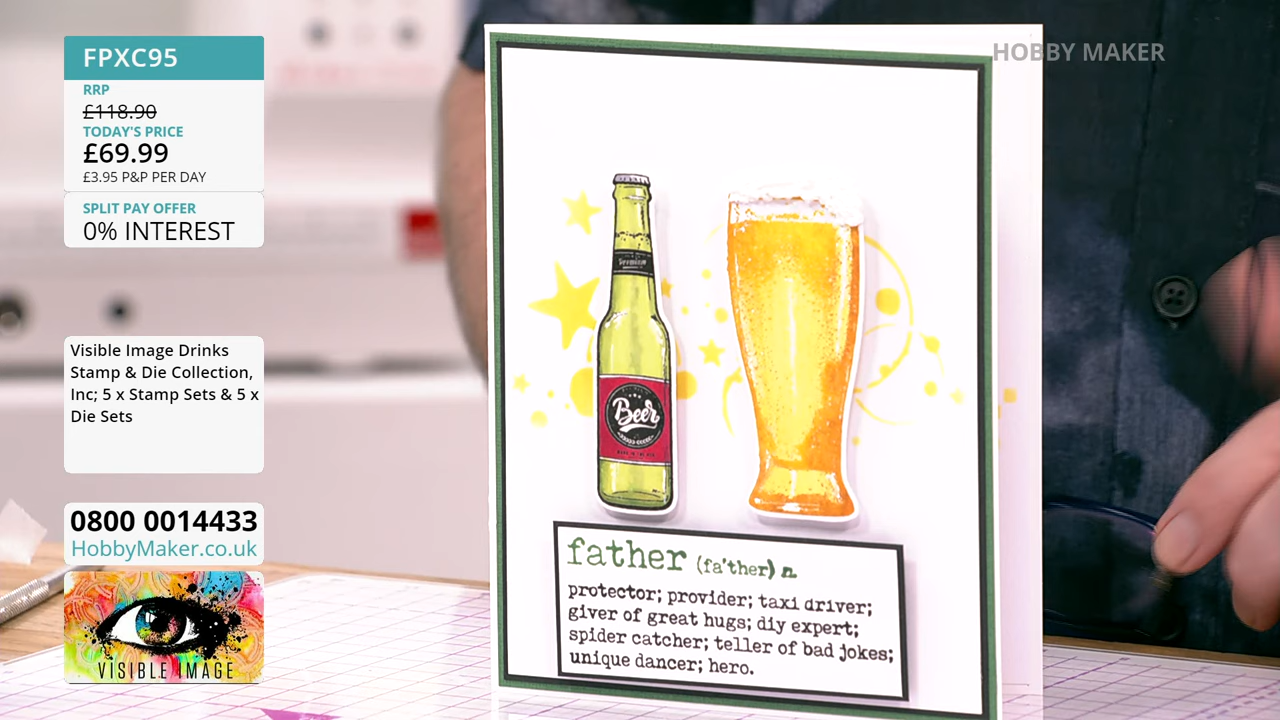 FPXC95
RRP
£118.90
TODAY'S PRICE
£69.99
£3.95 P&P PER DAY
SPLIT PAY OFFER
0% INTEREST
Visible Image Drinks
Stamp & Die Collection,
Inc; 5 x Stamp Sets & 5 x
Die Sets
0800 0014433
HobbyMaker.co.uk
VISIBLE IMAGE
HOBBY MAKER
Premium
Beer
father (fa'ther) n.
protector; provider; taxi driver;
giver of great hugs; diy expert;
spider catcher; teller of bad jokes;
unique dancer; hero.